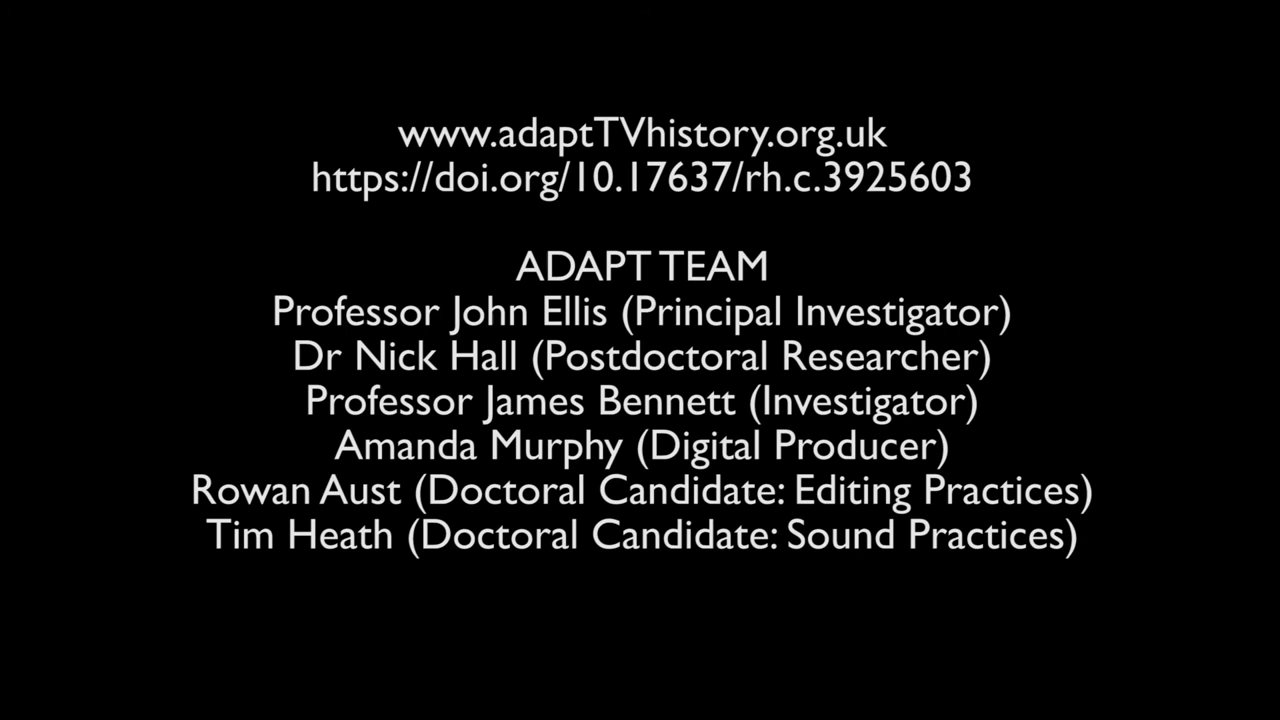 www.adaptTVhistory.org.uk
https://doi.org/10.17637/rh.c.3925603
ADAPT TEAM
Professor John Ellis (Principal Investigator)
Dr Nick Hall (Postdoctoral Researcher)
Professor James Bennett (Investigator)
Amanda Murphy (Digital Producer)
Rowan Aust (Doctoral Candidate: Editing Practices)
Tim Heath (Doctoral Candidate: Sound Practices)